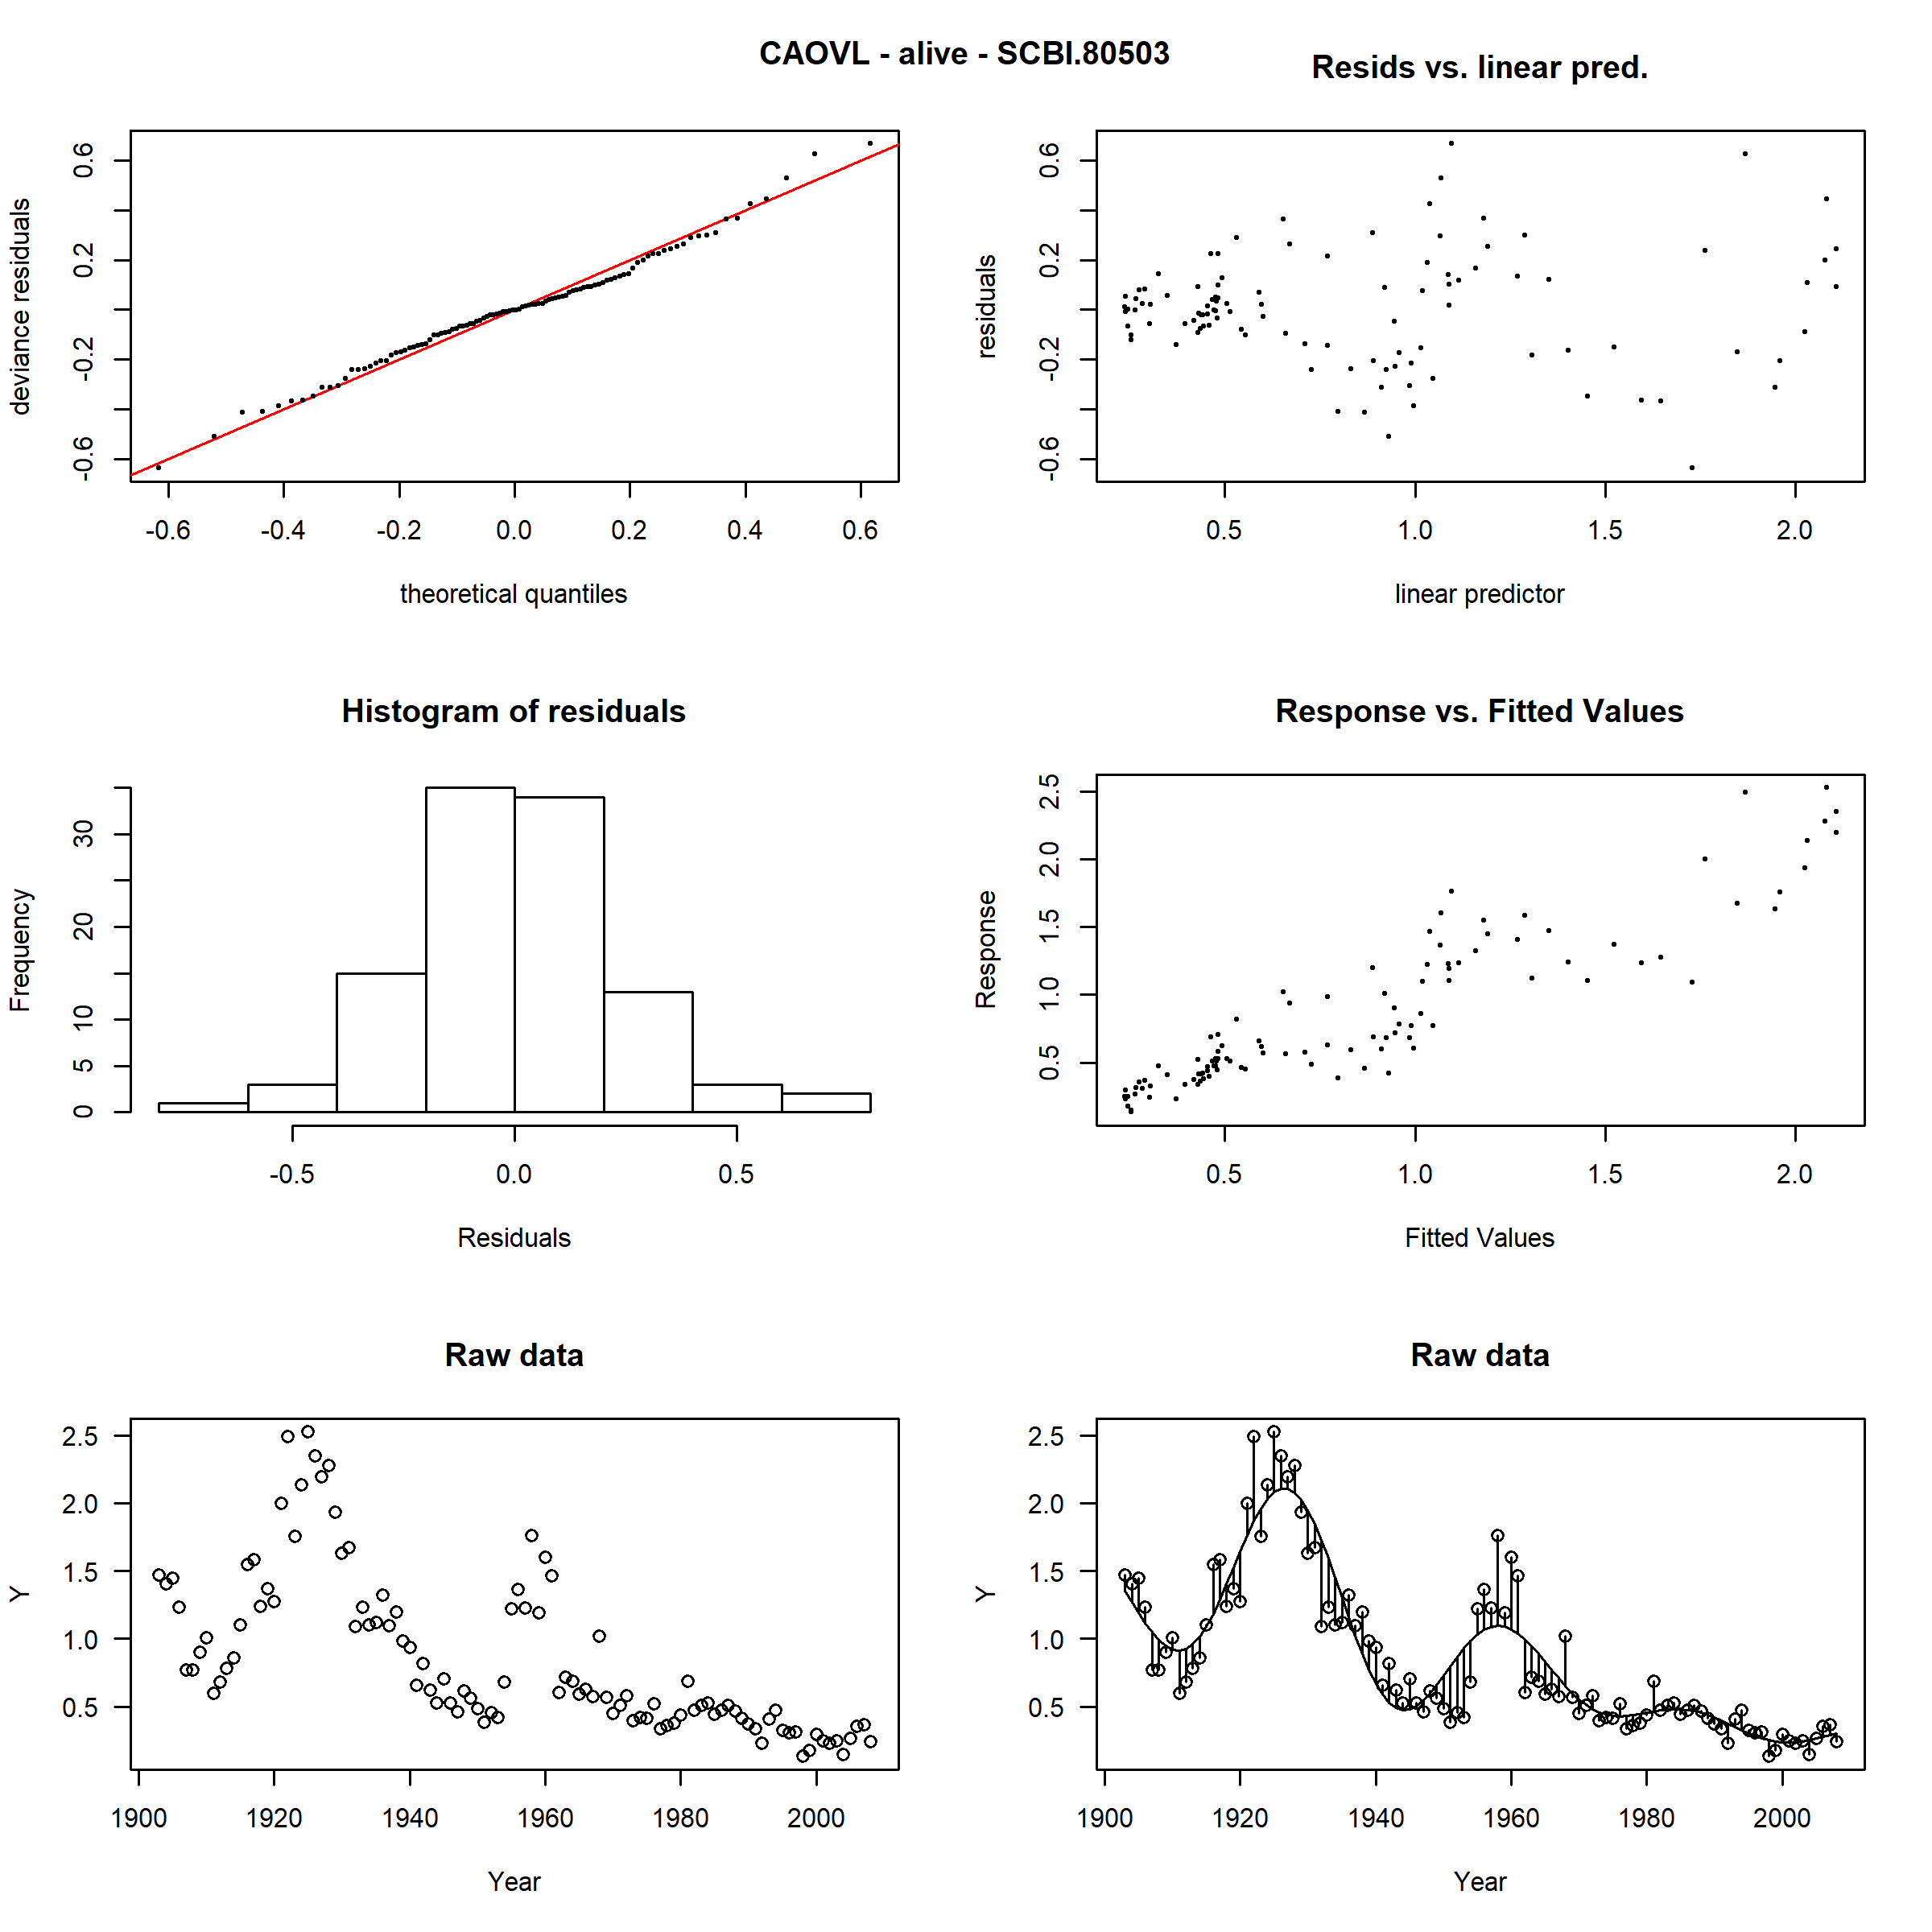 CAOVL - alive - SCBI.80503
Resids vs. linear pred.
deviance residuals
-0.6 -0.2 0.2 0.6
-0.6 -0.4 -0.2 0.0 0.2 0.4 0.6
theoretical quantiles
residuals
-0.6 -0.2 0.2 0.6
0.5 1.0 1.5 2.0
linear predictor
Histogram of residuals
Frequency
0 5 10 20 30
-0.5 0.0 0.5
Residuals
Response vs. Fitted Values
Response
0.5 1.0 1.5 2.0 2.5
0.5 1.0 1.5 2.0
Fitted Values
Raw data
Y
2.5
2.0
1.5
1.0
0.5
1900 1920 1940 1960 1980 2000
Year
Raw data
Y
2.5
2.0
1.5
1.0
0.5
1900 1920 1940 1960 1980 2000
Year